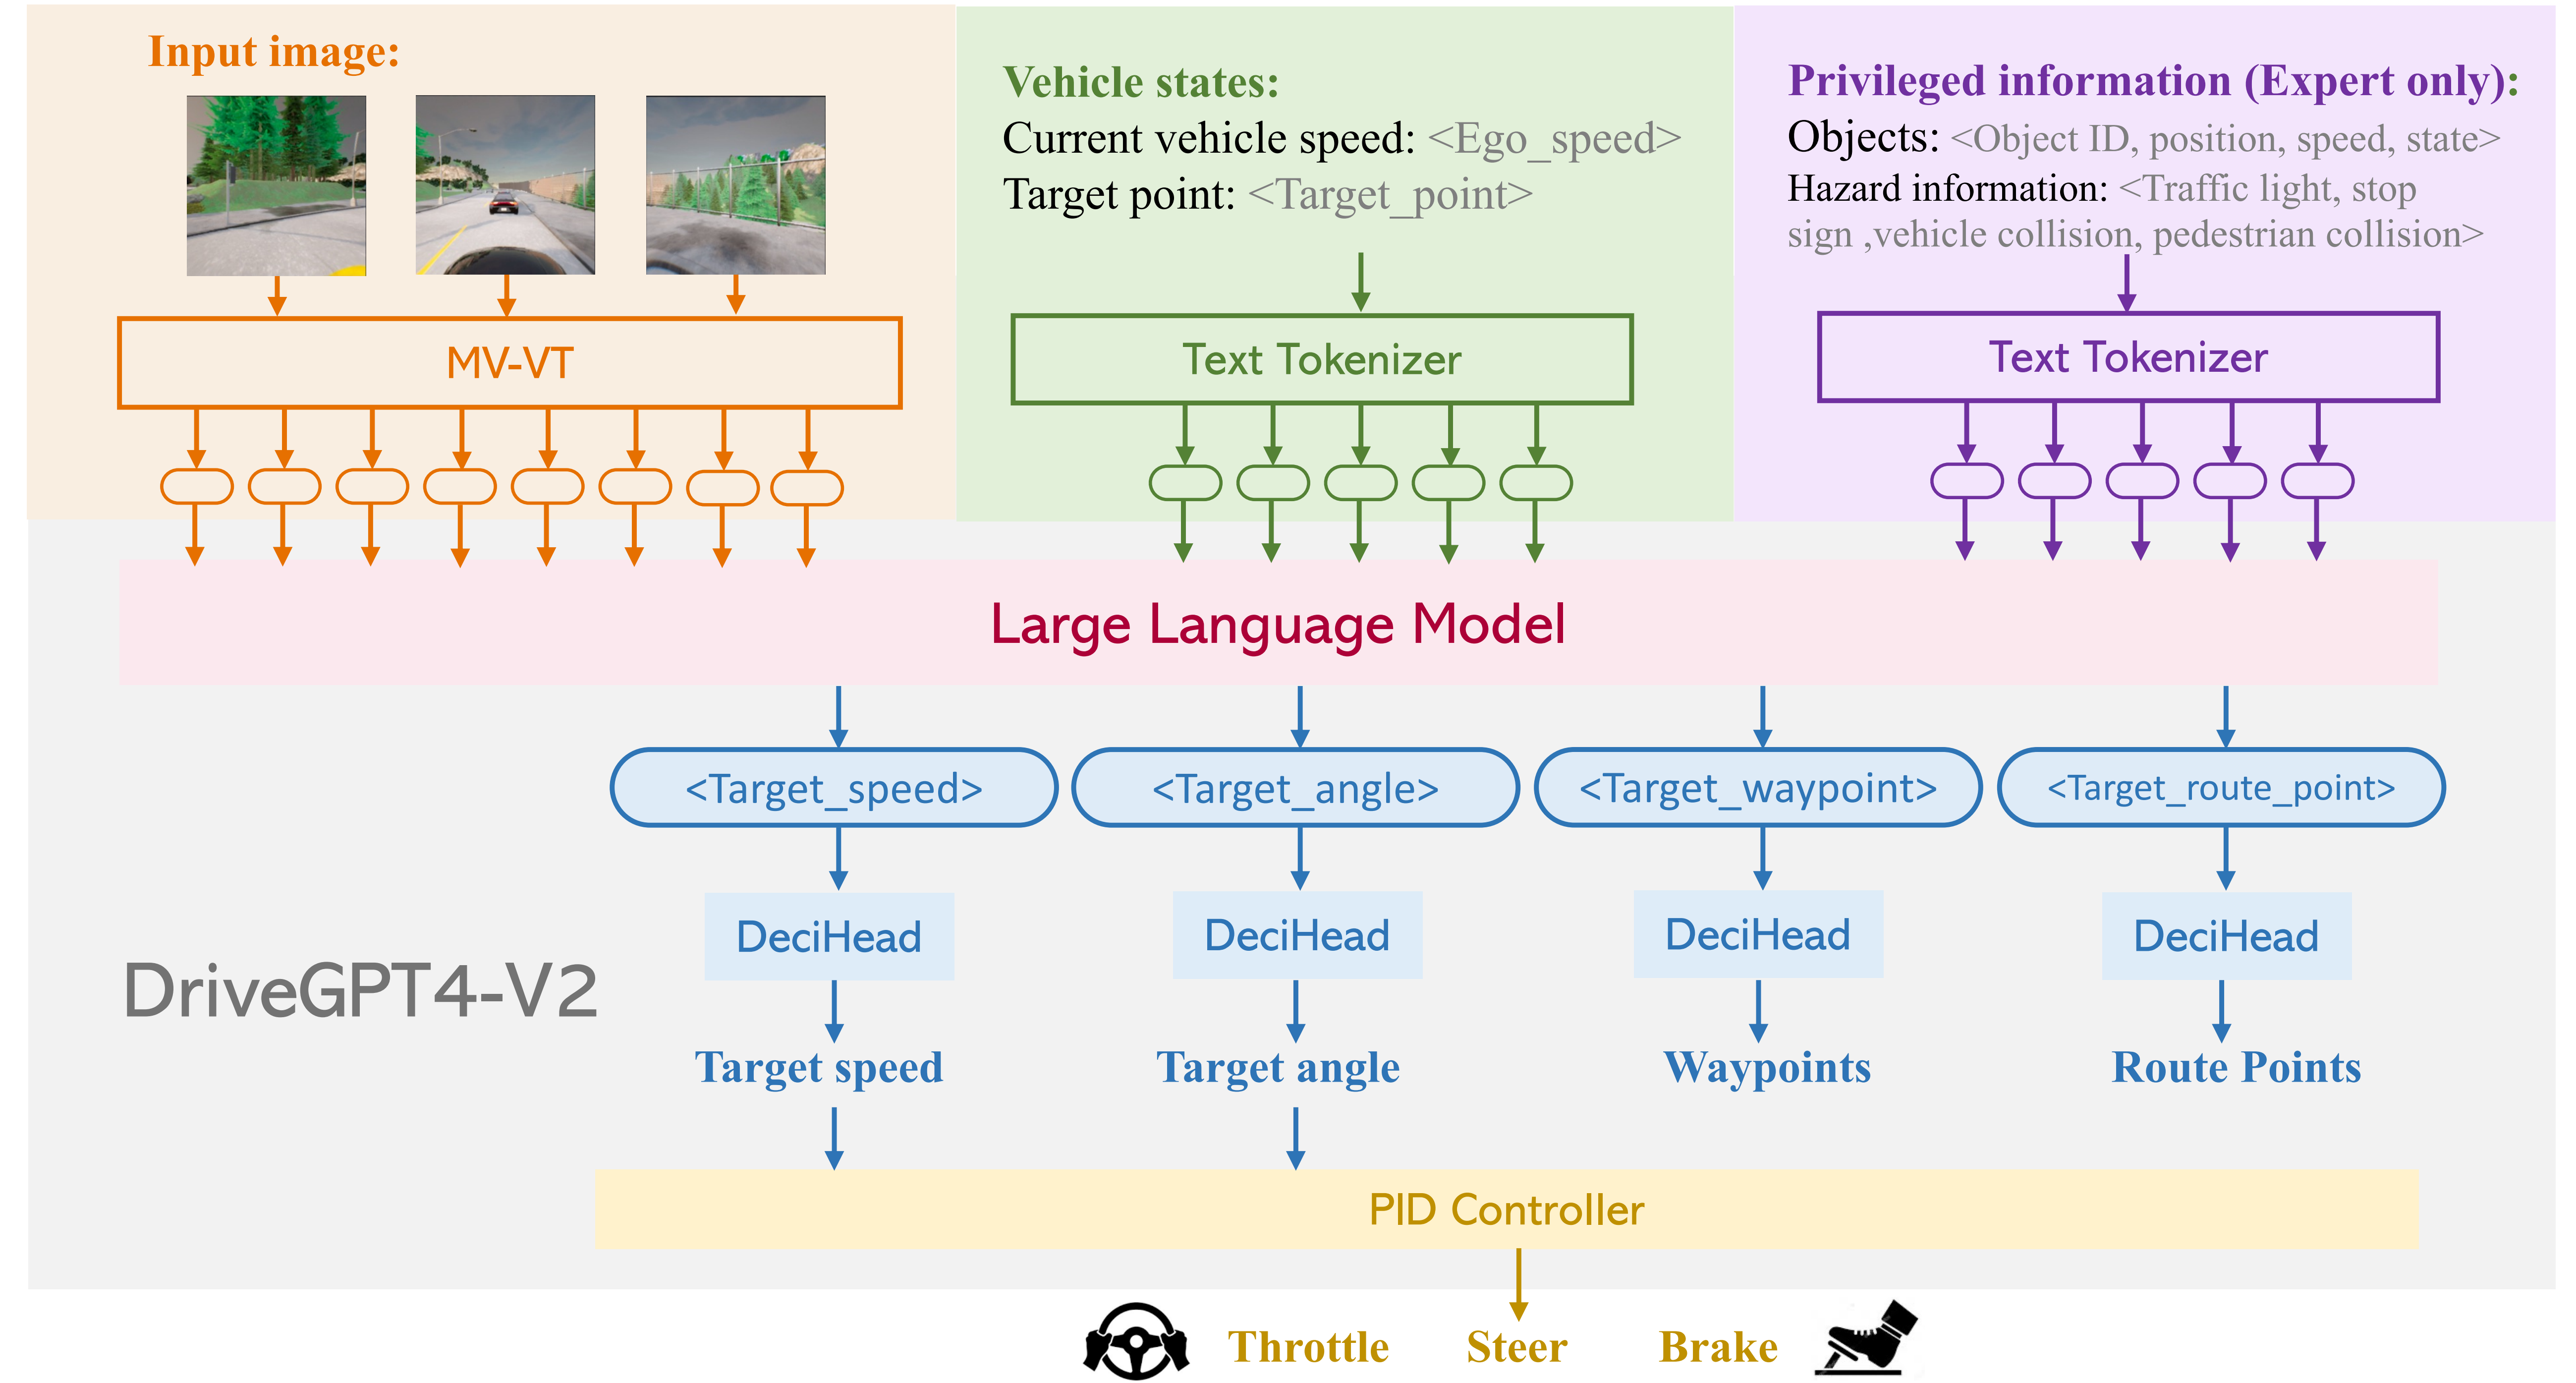 Input image:
MV-VT
Vehicle states:
Current vehicle speed: <Ego_speed>
Target point: <Target_point>
Text Tokenizer
Privileged information (Expert only):
Objects: <Object ID, position, speed, state>
Hazard information: <Traffic light, stop
sign ,vehicle collision, pedestrian collision>
Text Tokenizer
Large Language Model
<Target_speed> <Target_angle> <Target_waypoint> <Target_route_point>
DeciHead DeciHead DeciHead DeciHead
DriveGPT4-V2
Target speed Target angle Waypoints Route Points
PID Controller
Throttle Steer Brake